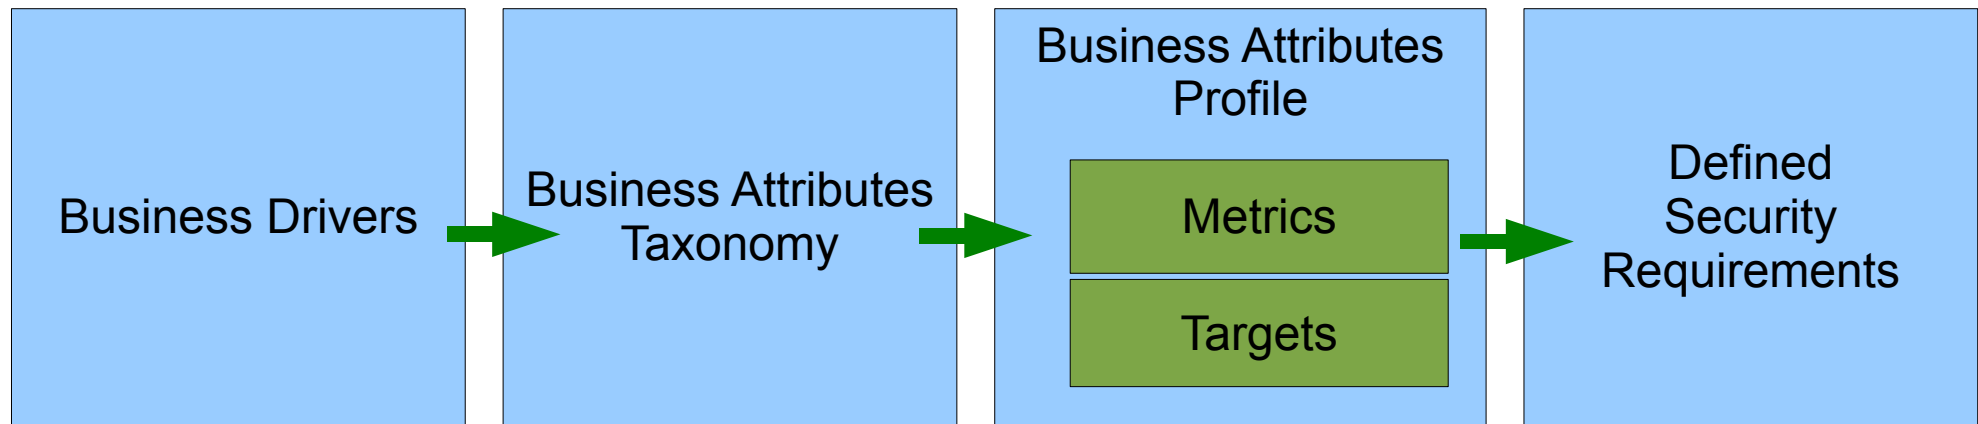 Business Drivers
Business Attributes
Taxonomy
Business Attributes
Profile
Metrics
Targets
Defined
Security
Requirements